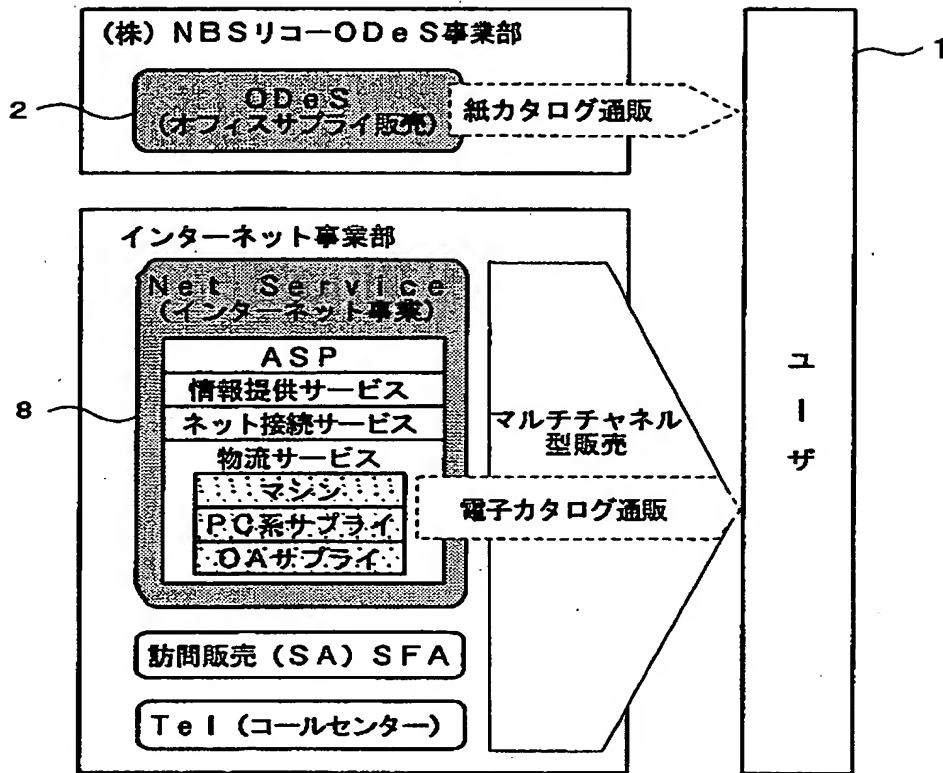 (株)NBSリコーODeS事業部
1
2
ODeS
(オフィスサプライ販売)
紙カタログ通販
インターネット事業部
Net Service
(インターネット事業)
ASP
情報提供サービス
8
ネット接続サービス
物流サービス
マシン
PC系サプライ
OAサプライ
マルチチャネル
型販売
電子カタログ通販
訪問販売(SA)SFA
Tel(コールセンター)
ユーザ